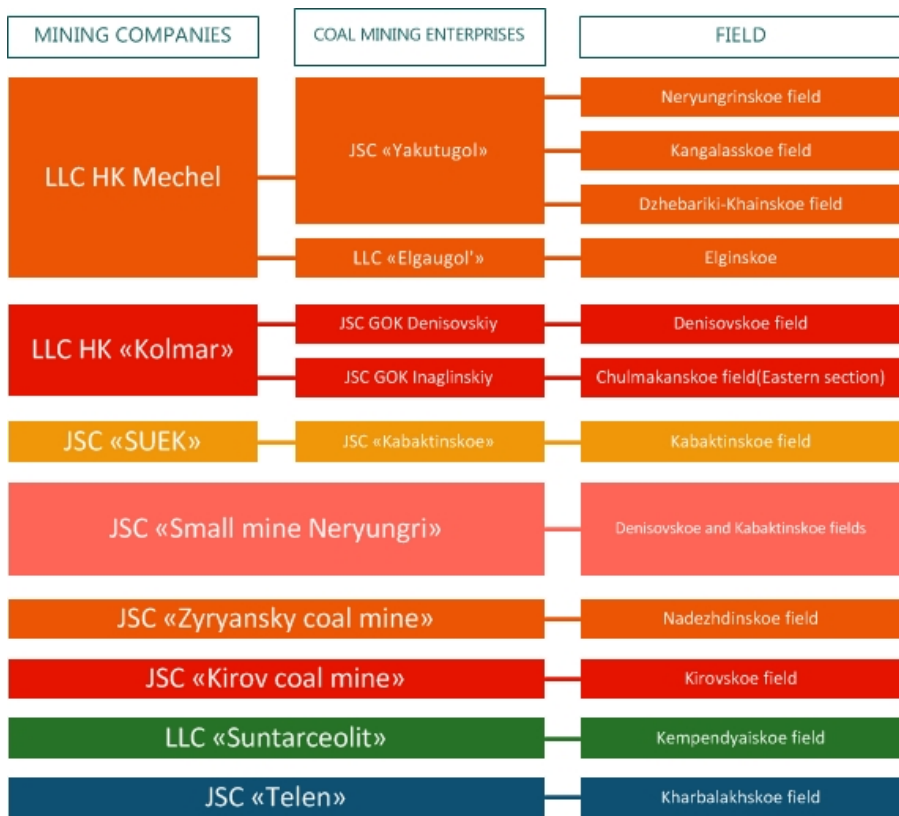 MINING COMPANIES
COAL MINING ENTERPRISES
FIELD
LLC HK Mechel
JSC «Yakutugol»
Neryungrinskoe field
Kangalasskoe field
Dzhebariki-Khainskoe field
LLC «Elgaugol'»
Elginskoe
LLC HK «Kolmar»
JSC GOK Denisovskiy
Denisovskoe field
JSC GOK Inaglinskiy
Chulmakanskoe field(Eastern section)
JSC «SUEK»
JSC «Kabaktinskoe»
Kabaktinskoe field
JSC «Small mine Neryungri»
Denisovskoe and Kabaktinskoe fields
JSC «Zyryansky coal mine»
Nadezhdinskoe field
JSC «Kirov coal mine»
Kirovskoe field
LLC «Suntarceolit»
Kempendyaiskoe field
JSC «Telen»
Kharbalakhskoe field